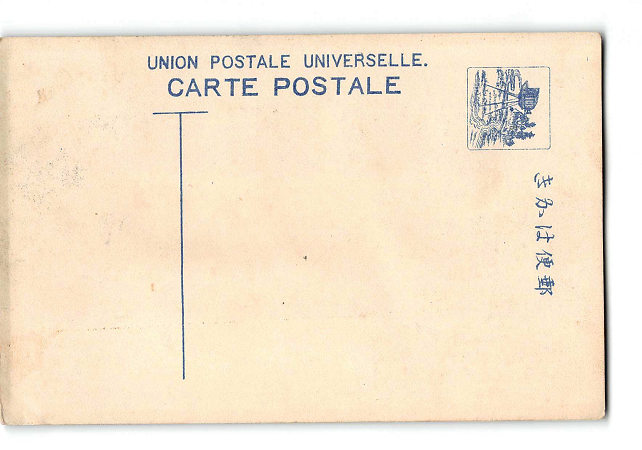 UNION POSTALE UNIVERSELLE.
CARTE POSTALE
郵便はかき